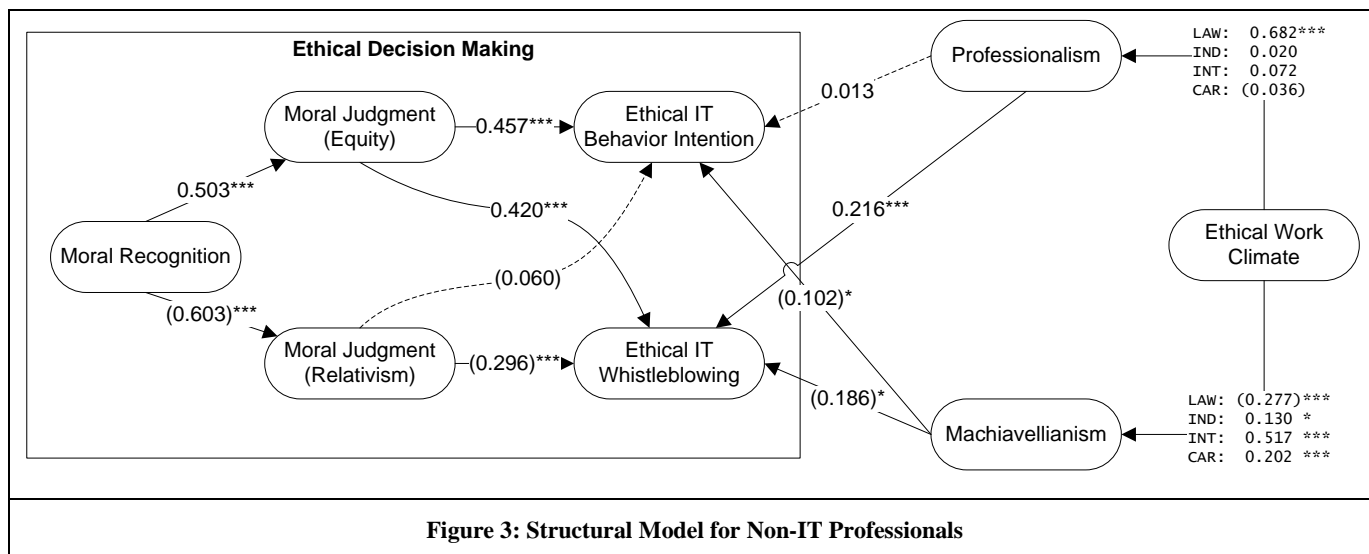 Ethical Decision Making
Moral Recognition
0.503***
(0.603)***
Moral Judgment
(Equity)
Moral Judgment
(Relativism)
0.457***
0.420***
(0.060)
(0.296)***
Ethical IT
Behavior Intention
Ethical IT
Whistleblowing
0.013
0.216***
(0.102)*
(0.186)*
Professionalism
Machiavellianism
LAW: 0.682***
IND: 0.020
INT: 0.072
CAR: (0.036)
Ethical Work
Climate
LAW: (0.277)***
IND: 0.130 *
INT: 0.517 ***
CAR: 0.202 ***
Figure 3: Structural Model for Non-IT Professionals